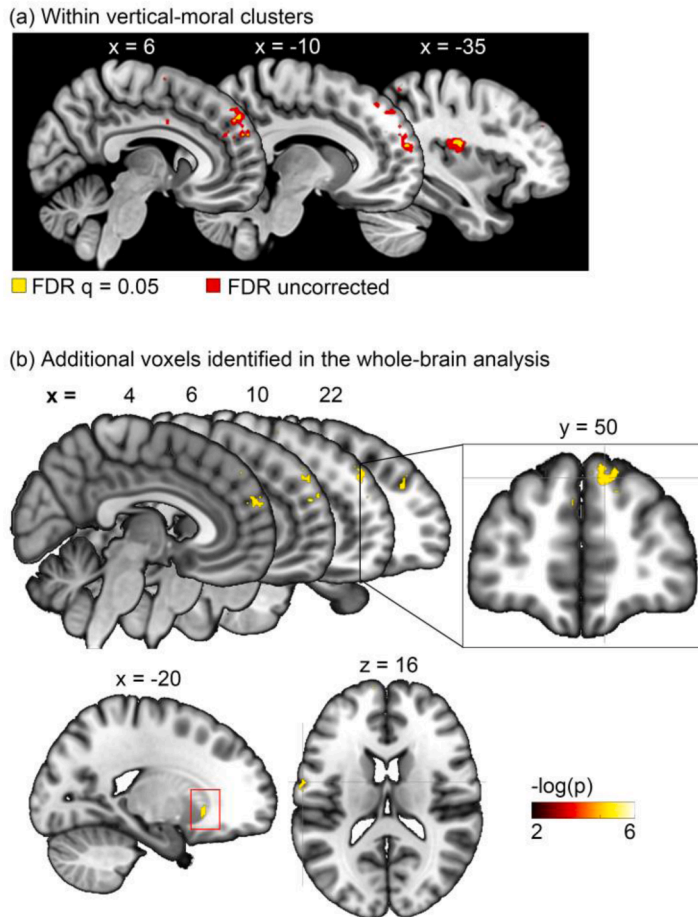 (a) Within vertical-moral clusters
x = 6 x = -10 x = -35
FDR q = 0.05 FDR uncorrected
(b) Additional voxels identified in the whole-brain analysis
x = 4 6 10 22
y = 50
x = -20 z = 16
-log(p)
2 6